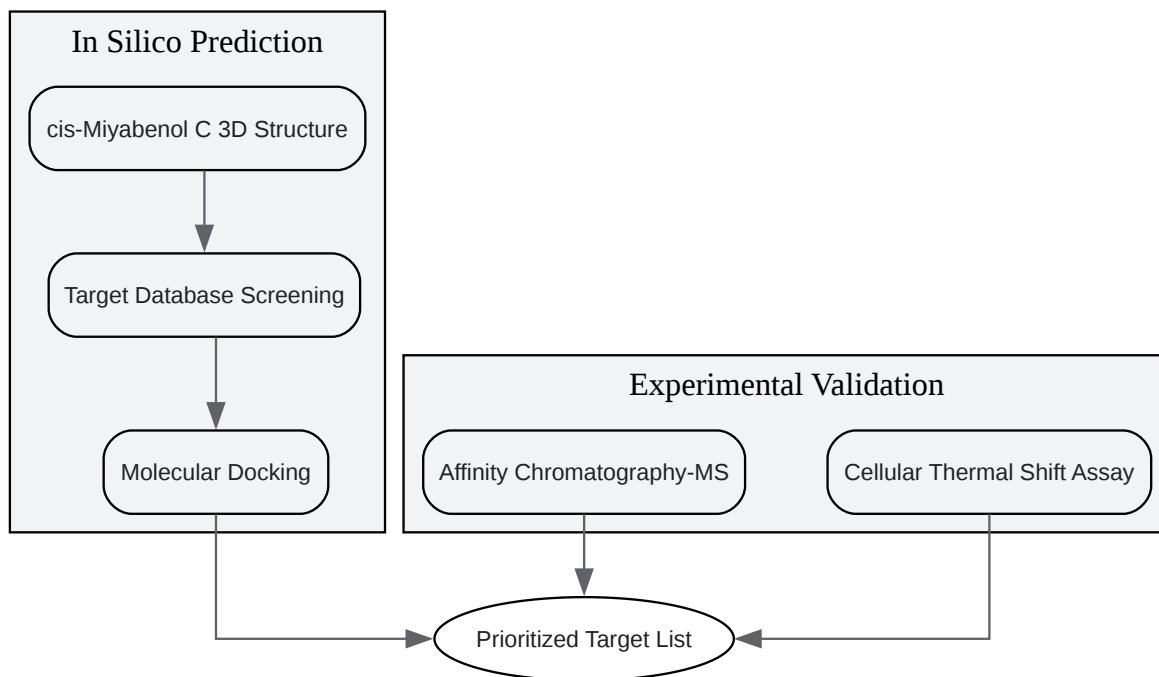 In Silico Prediction
cis-Miyabenol C 3D Structure
Target Database Screening
Molecular Docking
Experimental Validation
Affinity Chromatography-MS
Cellular Thermal Shift Assay
Prioritized Target List